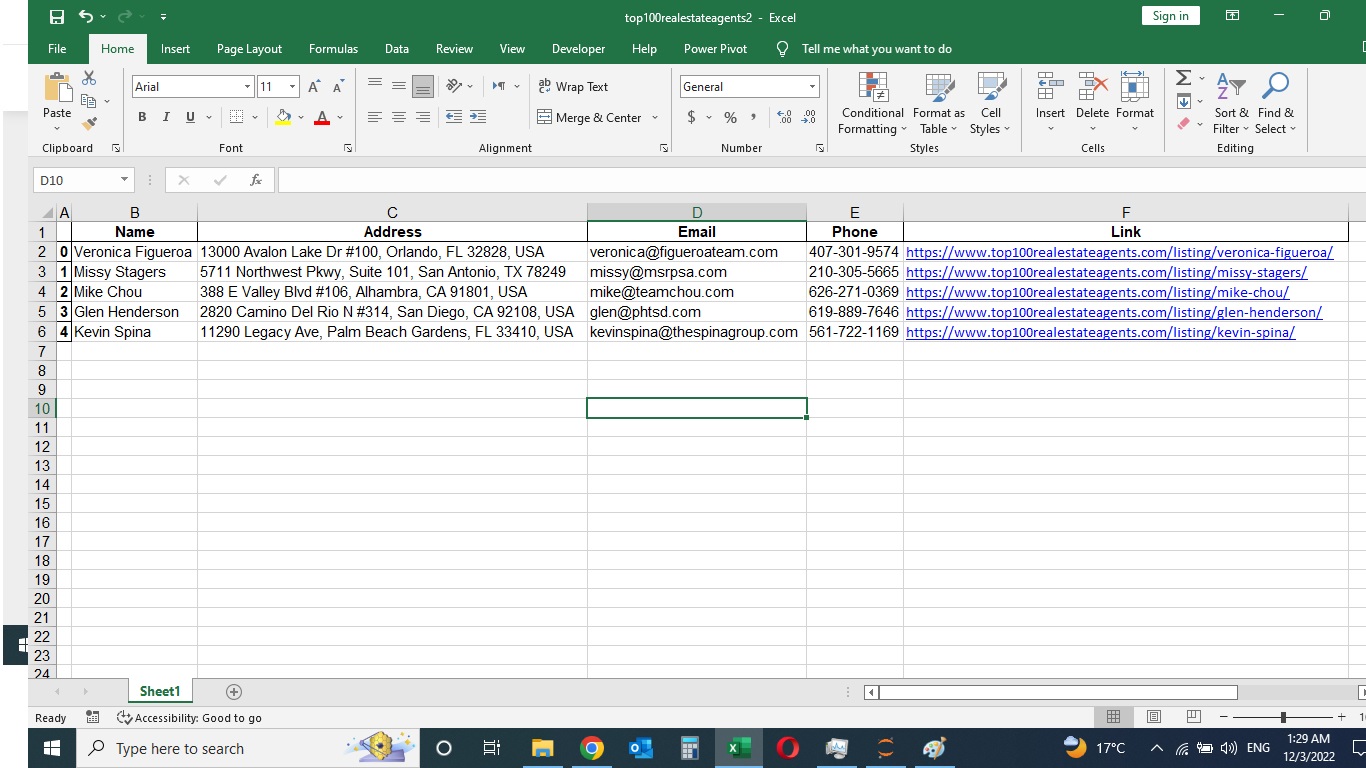 top100realestateagents2 - Excel
Sign in
File Home Insert Page Layout Formulas Data Review View Developer Help Power Pivot Tell me what you want to do
Arial 11 ab Wrap Text General
Paste B I U Merge & Center $ % , Conditional Formatting Format as Table Cell Styles Insert Delete Format Sort & Filter Find & Select
Clipboard Font Alignment Number Styles Cells Editing
D10 fx
A B C D E F
1 Name Address Email Phone Link
2 0 Veronica Figueroa 13000 Avalon Lake Dr #100, Orlando, FL 32828, USA veronica@figueroateam.com 407-301-9574 https://www.top100realestateagents.com/listing/veronica-figueroa/
3 1 Missy Stagers 5711 Northwest Pkwy, Suite 101, San Antonio, TX 78249 missy@msrpsa.com 210-305-5665 https://www.top100realestateagents.com/listing/missy-stagers/
4 2 Mike Chou 388 E Valley Blvd #106, Alhambra, CA 91801, USA mike@teamchou.com 626-271-0369 https://www.top100realestateagents.com/listing/mike-chou/
5 3 Glen Henderson 2820 Camino Del Rio N #314, San Diego, CA 92108, USA glen@phtsd.com 619-889-7646 https://www.top100realestateagents.com/listing/glen-henderson/
6 4 Kevin Spina 11290 Legacy Ave, Palm Beach Gardens, FL 33410, USA kevinspina@thespinagroup.com 561-722-1169 https://www.top100realestateagents.com/listing/kevin-spina/
7
8
9
10
11
12
13
14
15
16
17
18
19
20
21
22
23
24
Sheet1
Ready Accessibility: Good to go
Type here to search 17°C ENG 1:29 AM
12/3/2022